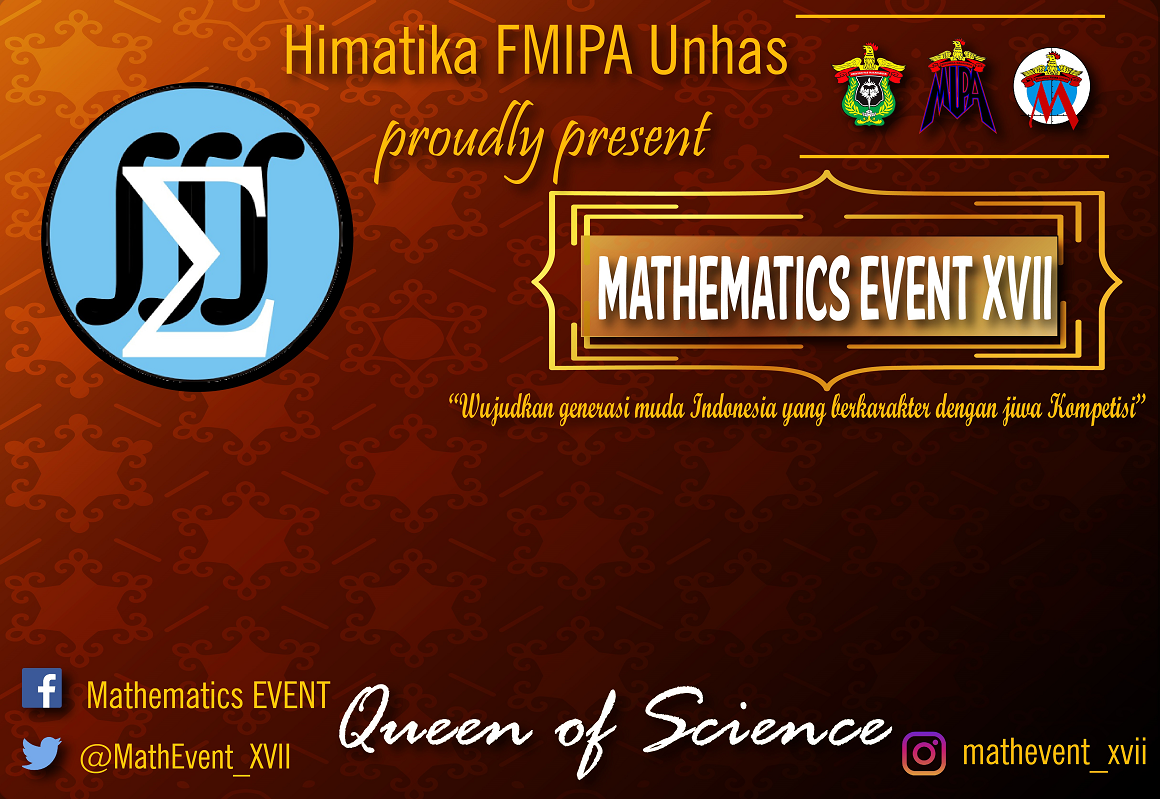 Himatika FMIPA Unhas
proudly present
MIPA
MATHEMATICS EVENT XVII
“Wujudkan generasi muda Indonesia yang berkarakter dengan jiwa Kompetisi”
Mathematics EVENT
@MathEvent_XVII
Queen of Science
mathevent_xvii